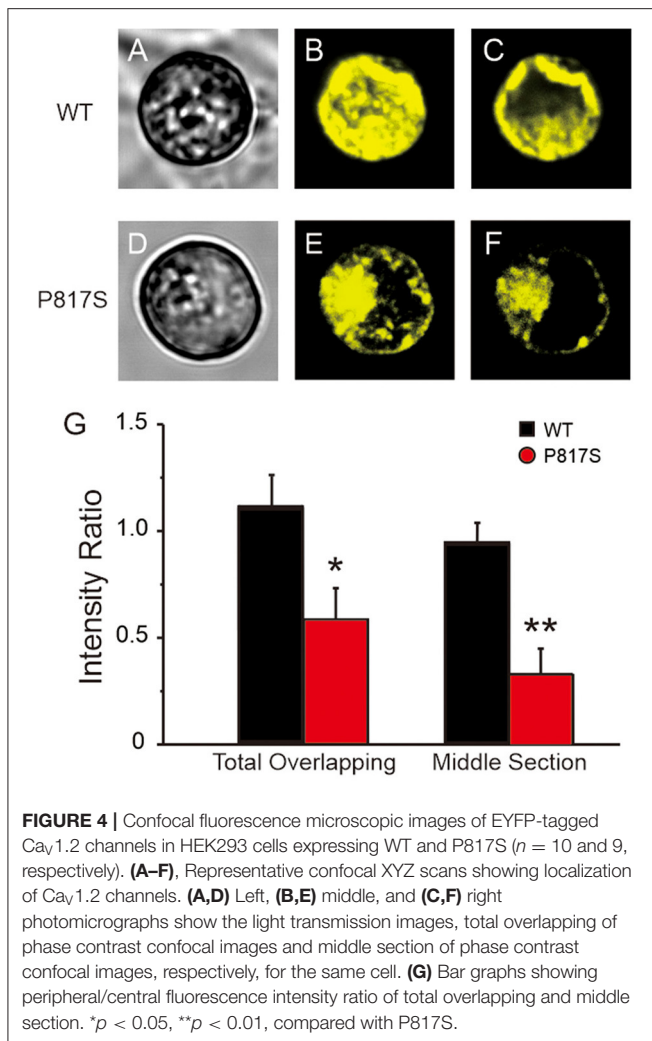 A B C
WT
D E F
P817S
G
1.5
1.0
0.5
0
Intensity Ratio
WT
P817S
*
**
Total Overlapping Middle Section
FIGURE 4 | Confocal fluorescence microscopic images of EYFP-tagged
CaV1.2 channels in HEK293 cells expressing WT and P817S (n = 10 and 9,
respectively). (A–F), Representative confocal XYZ scans showing localization
of CaV1.2 channels. (A,D) Left, (B,E) middle, and (C,F) right
photomicrographs show the light transmission images, total overlapping of
phase contrast confocal images and middle section of phase contrast
confocal images, respectively, for the same cell. (G) Bar graphs showing
peripheral/central fluorescence intensity ratio of total overlapping and middle
section. *p < 0.05, **p < 0.01, compared with P817S.